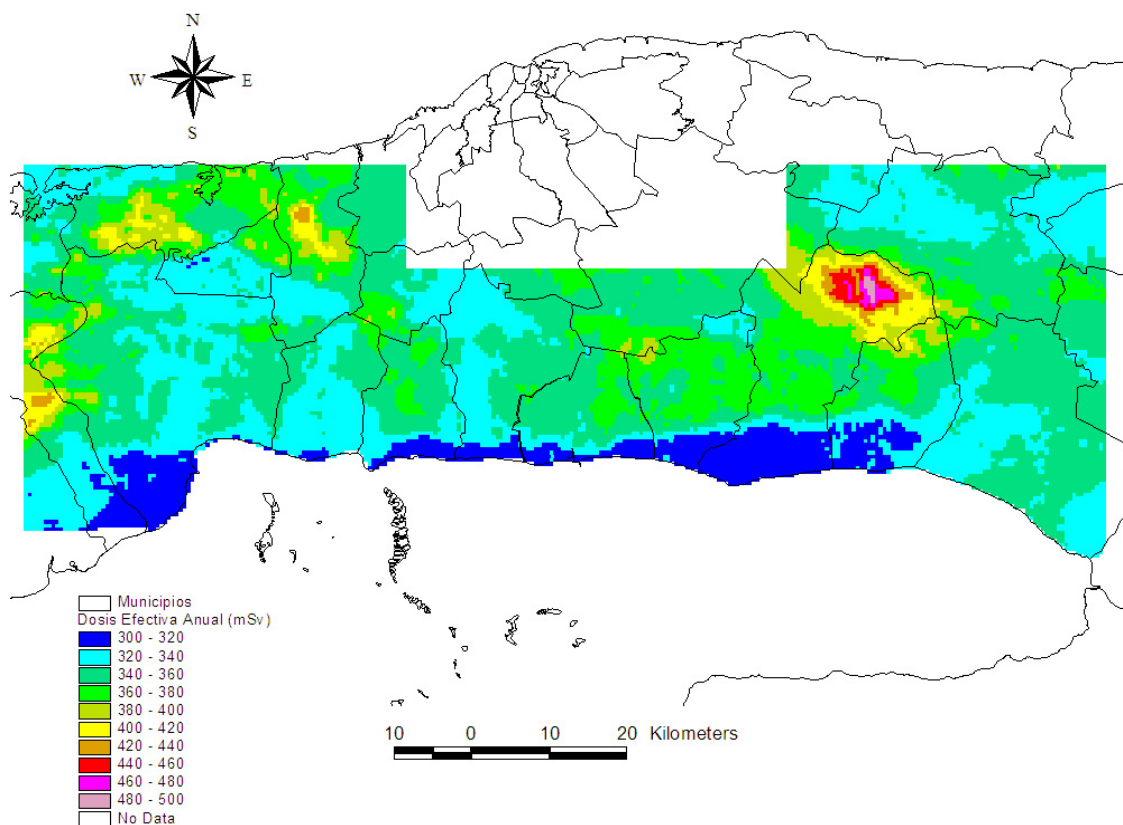 N
W E
S
Municipios
Dosis Efectiva Anual (mSv)
300 - 320
320 - 340
340 - 360
360 - 380
380 - 400
400 - 420
420 - 440
440 - 460
460 - 480
480 - 500
No Data
10 0 10 20 Kilometers